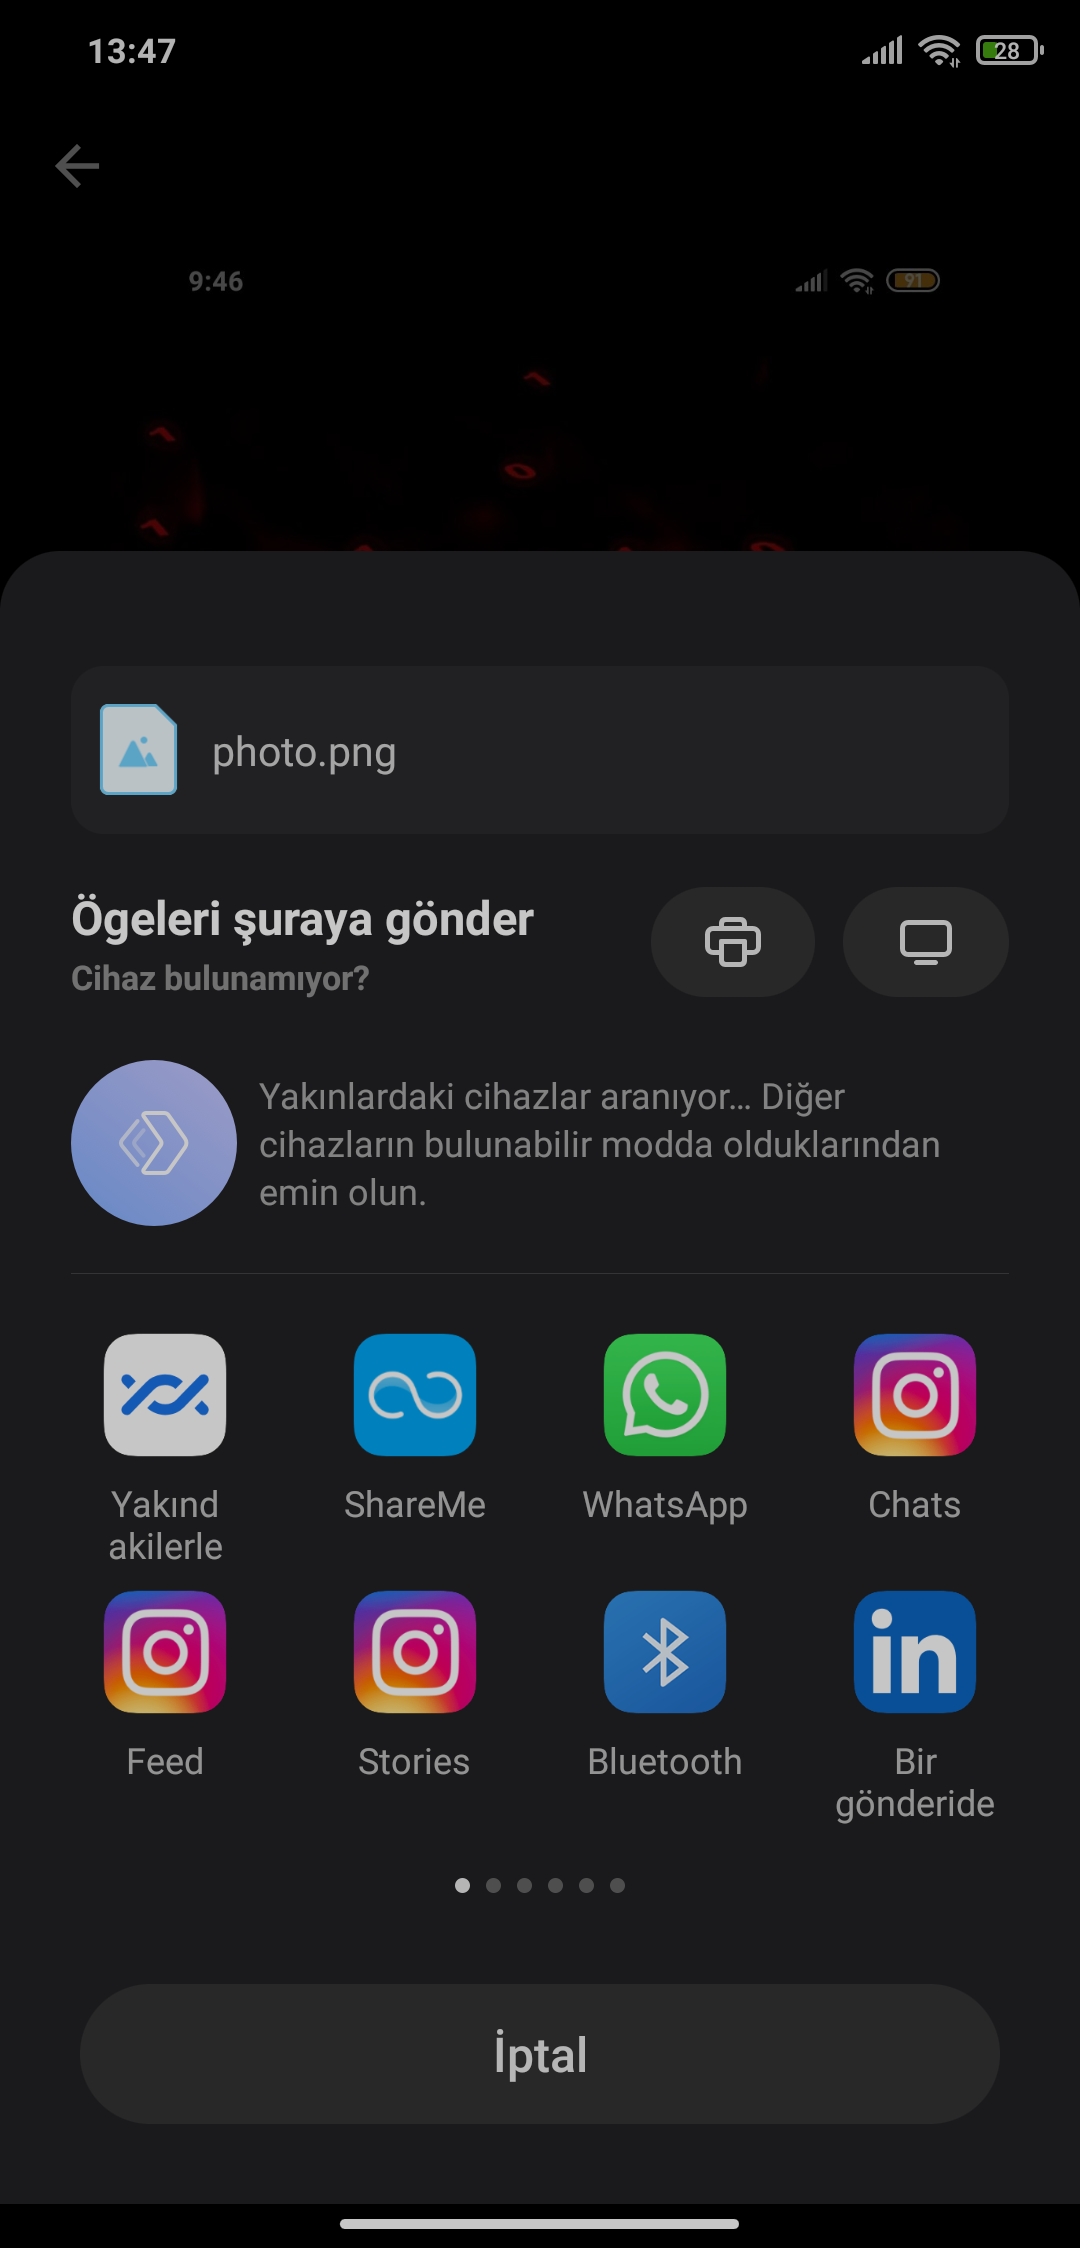 13:47
28
9:46
91
photo.png
Ögeleri şuraya gönder
Cihaz bulunamıyor?
Yakınlardaki cihazlar aranıyor... Diğer
cihazların bulunabilir modda olduklarından
emin olun.
Yakınd
akilerle
ShareMe
WhatsApp
Chats
Feed
Stories
Bluetooth
in
Bir
gönderide
İptal